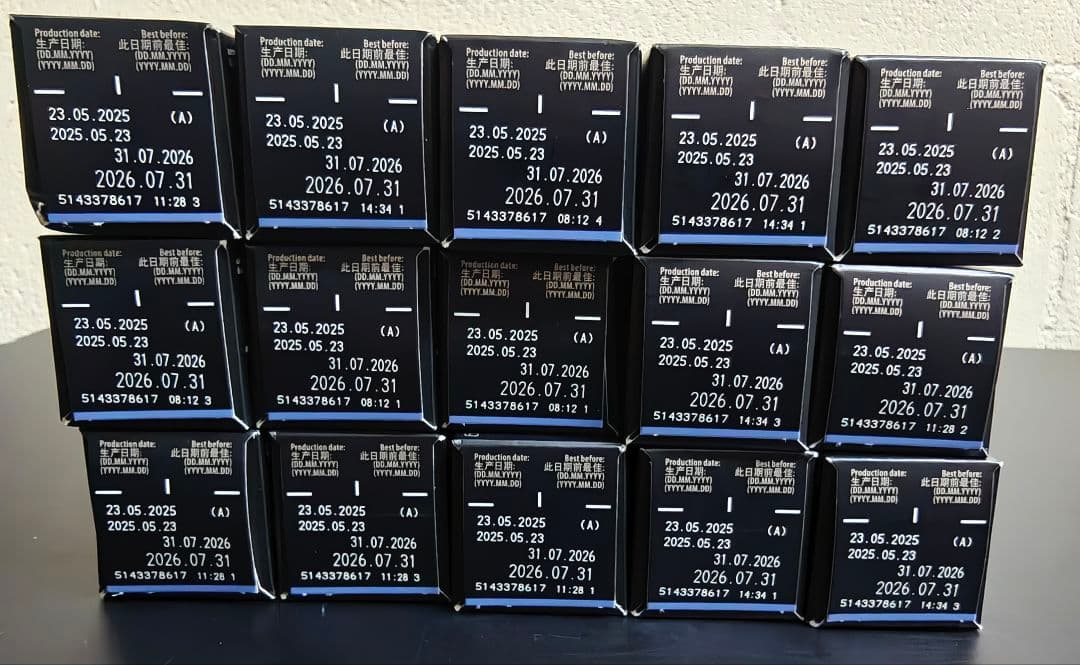 Production date: Best before:
生产日期: 此日期前最佳:
(DD.MM.YYYY) (DD.MM.YYYY)
(YYYY.MM.DD) (YYYY.MM.DD)
23.05.2025 (A)
2025.05.23
31.07.2026
2026.07.31
5143378617 11:28 3
Production date: Best before:
生产日期: 此日期前最佳:
(DD.MM.YYYY) (DD.MM.YYYY)
(YYYY.MM.DD) (YYYY.MM.DD)
23.05.2025 (A)
2025.05.23
31.07.2026
2026.07.31
5143378617 14:34 1
Production date: Best before:
生产日期: 此日期前最佳:
(DD.MM.YYYY) (DD.MM.YYYY)
(YYYY.MM.DD) (YYYY.MM.DD)
23.05.2025 (A)
2025.05.23
31.07.2026
2026.07.31
5143378617 08:12 4
Production date: Best before:
生产日期: 此日期前最佳:
(DD.MM.YYYY) (DD.MM.YYYY)
(YYYY.MM.DD) (YYYY.MM.DD)
23.05.2025 (A)
2025.05.23
31.07.2026
2026.07.31
5143378617 14:34 1
Production date: Best before:
生产日期: 此日期前最佳:
(DD.MM.YYYY) (DD.MM.YYYY)
(YYYY.MM.DD) (YYYY.MM.DD)
23.05.2025 (A)
2025.05.23
31.07.2026
2026.07.31
5143378617 08:12 2
Production date: Best before:
生产日期: 此日期前最佳:
(DD.MM.YYYY) (DD.MM.YYYY)
(YYYY.MM.DD) (YYYY.MM.DD)
23.05.2025 (A)
2025.05.23
31.07.2026
2026.07.31
5143378617 08:12 3
Production date: Best before:
生产日期: 此日期前最佳:
(DD.MM.YYYY) (DD.MM.YYYY)
(YYYY.MM.DD) (YYYY.MM.DD)
23.05.2025 (A)
2025.05.23
31.07.2026
2026.07.31
5143378617 08:12 1
Production date: Best before:
生产日期: 此日期前最佳:
(DD.MM.YYYY) (DD.MM.YYYY)
(YYYY.MM.DD) (YYYY.MM.DD)
23.05.2025 (A)
2025.05.23
31.07.2026
2026.07.31
5143378617 08:12 1
Production date: Best before:
生产日期: 此日期前最佳:
(DD.MM.YYYY) (DD.MM.YYYY)
(YYYY.MM.DD) (YYYY.MM.DD)
23.05.2025 (A)
2025.05.23
31.07.2026
2026.07.31
5143378617 14:34 3
Production date: Best before:
生产日期: 此日期前最佳:
(DD.MM.YYYY) (DD.MM.YYYY)
(YYYY.MM.DD) (YYYY.MM.DD)
23.05.2025 (A)
2025.05.23
31.07.2026
2026.07.31
5143378617 11:28 2
Production date: Best before:
生产日期: 此日期前最佳:
(DD.MM.YYYY) (DD.MM.YYYY)
(YYYY.MM.DD) (YYYY.MM.DD)
23.05.2025 (A)
2025.05.23
31.07.2026
2026.07.31
5143378617 11:28 1
Production date: Best before:
生产日期: 此日期前最佳:
(DD.MM.YYYY) (DD.MM.YYYY)
(YYYY.MM.DD) (YYYY.MM.DD)
23.05.2025 (A)
2025.05.23
31.07.2026
2026.07.31
5143378617 11:28 3
Production date: Best before:
生产日期: 此日期前最佳:
(DD.MM.YYYY) (DD.MM.YYYY)
(YYYY.MM.DD) (YYYY.MM.DD)
23.05.2025 (A)
2025.05.23
31.07.2026
2026.07.31
5143378617 11:28 1
Production date: Best before:
生产日期: 此日期前最佳:
(DD.MM.YYYY) (DD.MM.YYYY)
(YYYY.MM.DD) (YYYY.MM.DD)
23.05.2025 (A)
2025.05.23
31.07.2026
2026.07.31
5143378617 14:34 1
Production date: Best before:
生产日期: 此日期前最佳:
(DD.MM.YYYY) (DD.MM.YYYY)
(YYYY.MM.DD) (YYYY.MM.DD)
23.05.2025 (A)
2025.05.23
31.07.2026
2026.07.31
5143378617 14:34 3